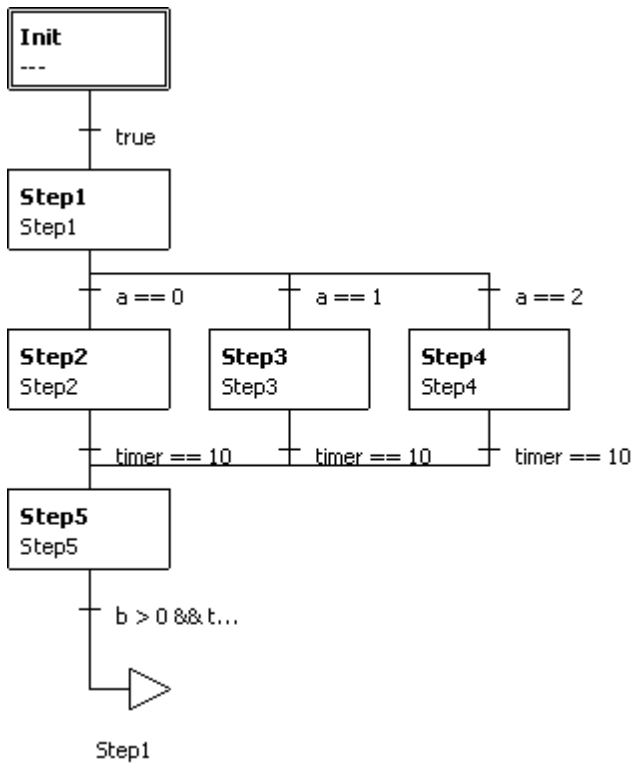 Init
---
true
Step1
Step1
a == 0
a == 1
a == 2
Step2
Step2
Step3
Step3
Step4
Step4
timer == 10
timer == 10
timer == 10
Step5
Step5
b > 0 && t...
Step1